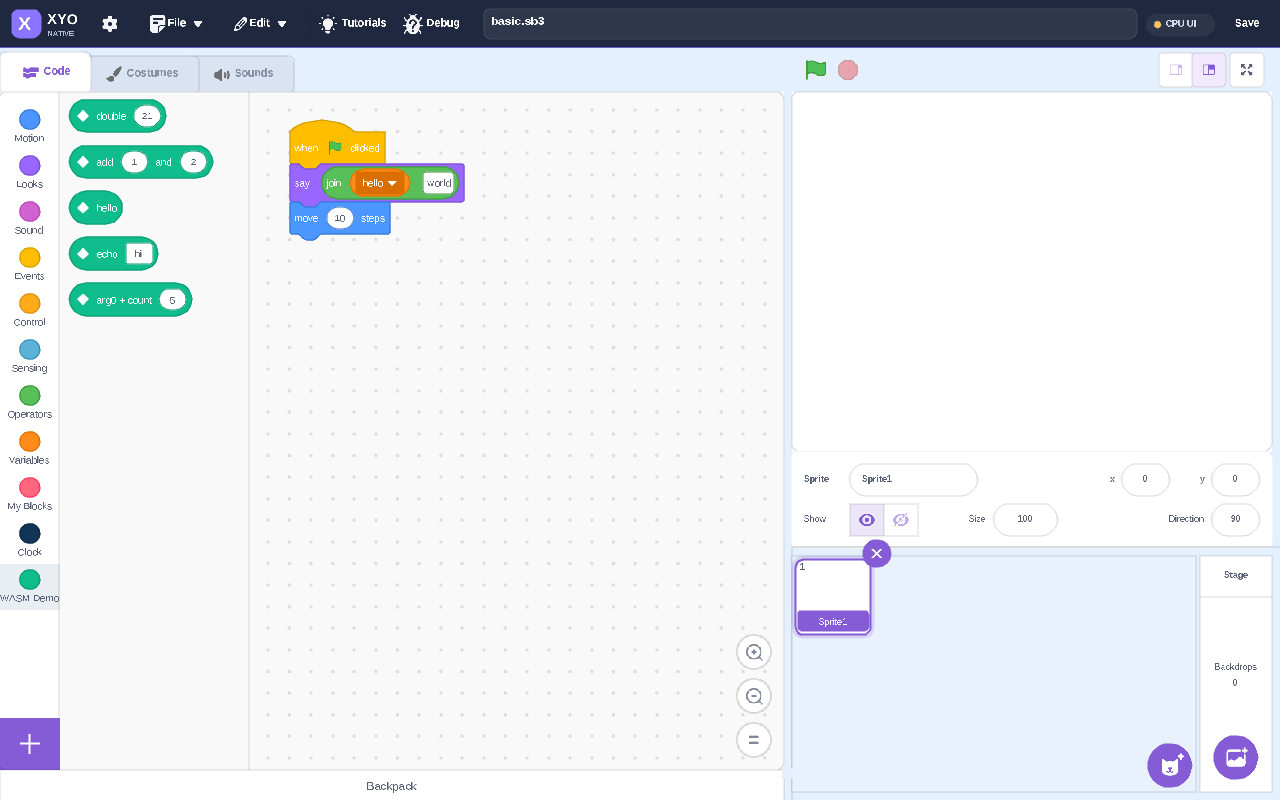 X XYO NATIVE File Edit Tutorials Debug basic.sb3 CPU UI Save
Code Costumes Sounds
Motion
Looks
Sound
Events
Control
Sensing
Operators
Variables
My Blocks
Clock
WASM Demo
double 21
add 1 and 2
hello
echo hi
arg0 + count 5
when clicked
say join hello world
move 10 steps
Sprite Sprite1 x 0 y 0
Show Size 100 Direction 90
1
Sprite1
Stage
Backdrops
0
Backpack